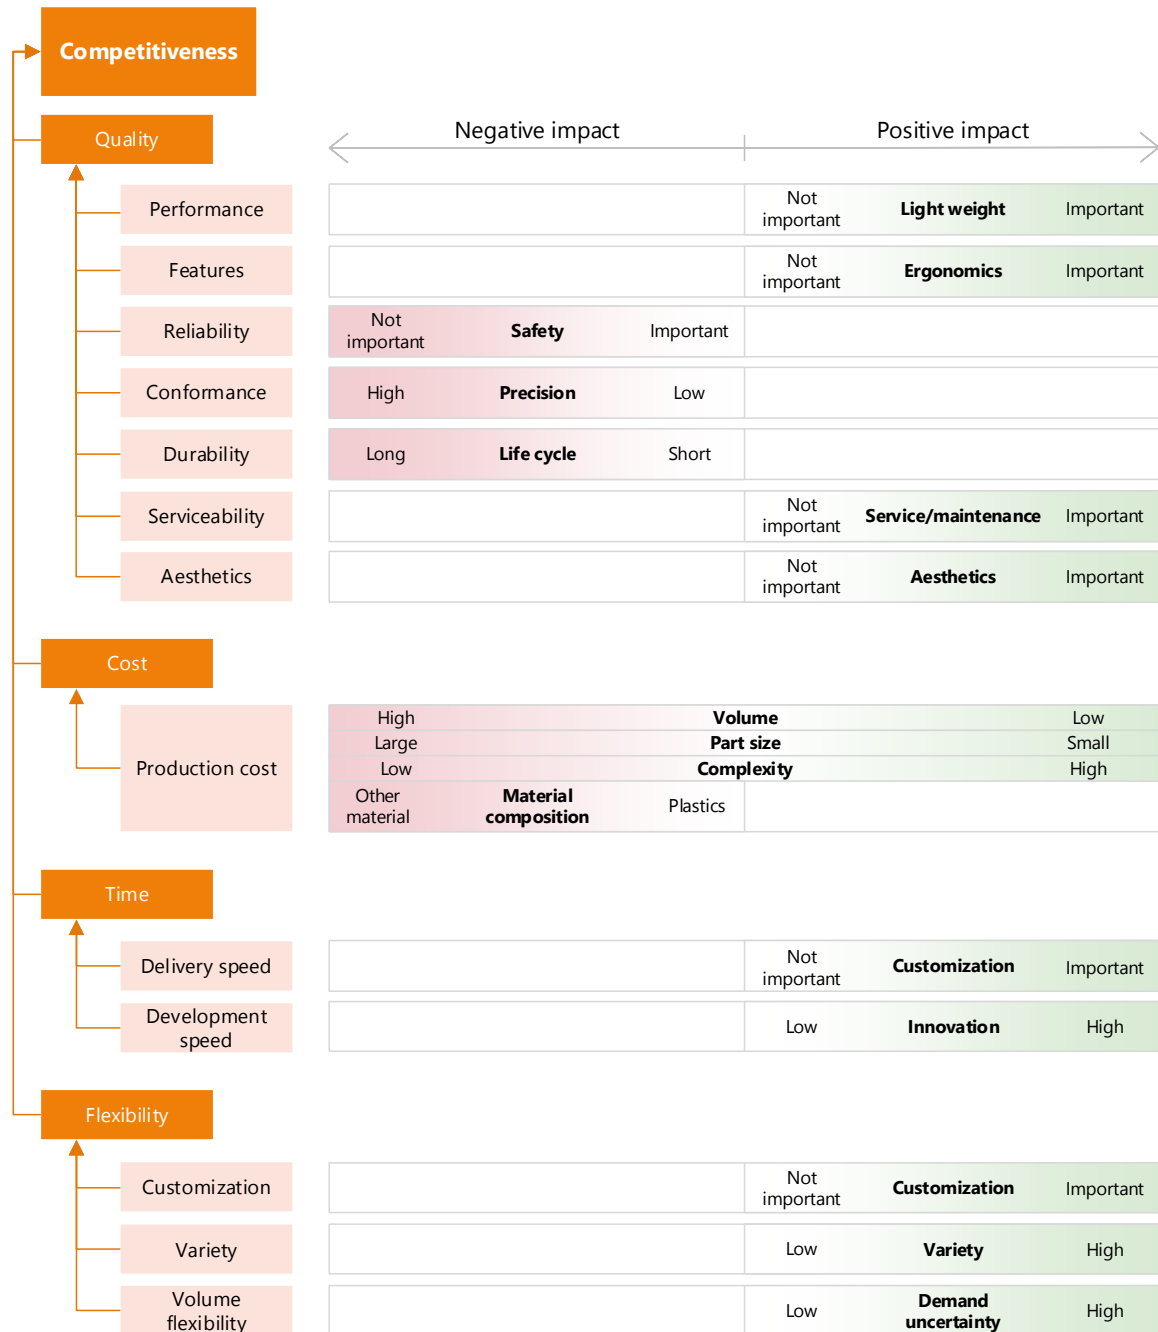 Competitiveness
Negative impact
Positive impact
Quality
Performance
Not
important
Light weight
Important
Features
Not
important
Ergonomics
Important
Reliability
Not
important
Safety
Important
Conformance
High
Precision
Low
Durability
Long
Life cycle
Short
Serviceability
Not
important
Service/maintenance
Important
Aesthetics
Not
important
Aesthetics
Important
Cost
Production cost
High
Volume
Low
Large
Part size
Small
Low
Complexity
High
Other
material
Material
composition
Plastics
Time
Delivery speed
Not
important
Customization
Important
Development
speed
Low
Innovation
High
Flexibility
Customization
Not
important
Customization
Important
Variety
Low
Variety
High
Volume
flexibility
Low
Demand
uncertainty
High